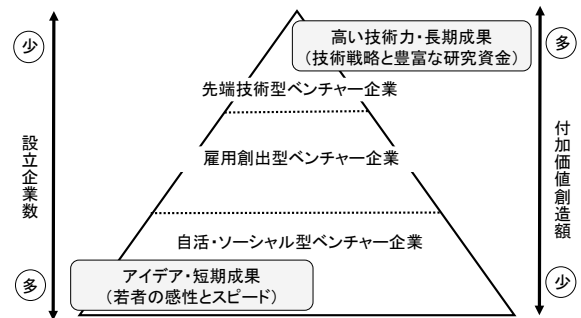 少
高い技術力・長期成果
(技術戦略と豊富な研究資金)
多
先端技術型ベンチャー企業
設立企業数
雇用創出型ベンチャー企業
付加価値創造額
自活・ソーシャル型ベンチャー企業
多
アイデア・短期成果
(若者の感性とスピード)
少